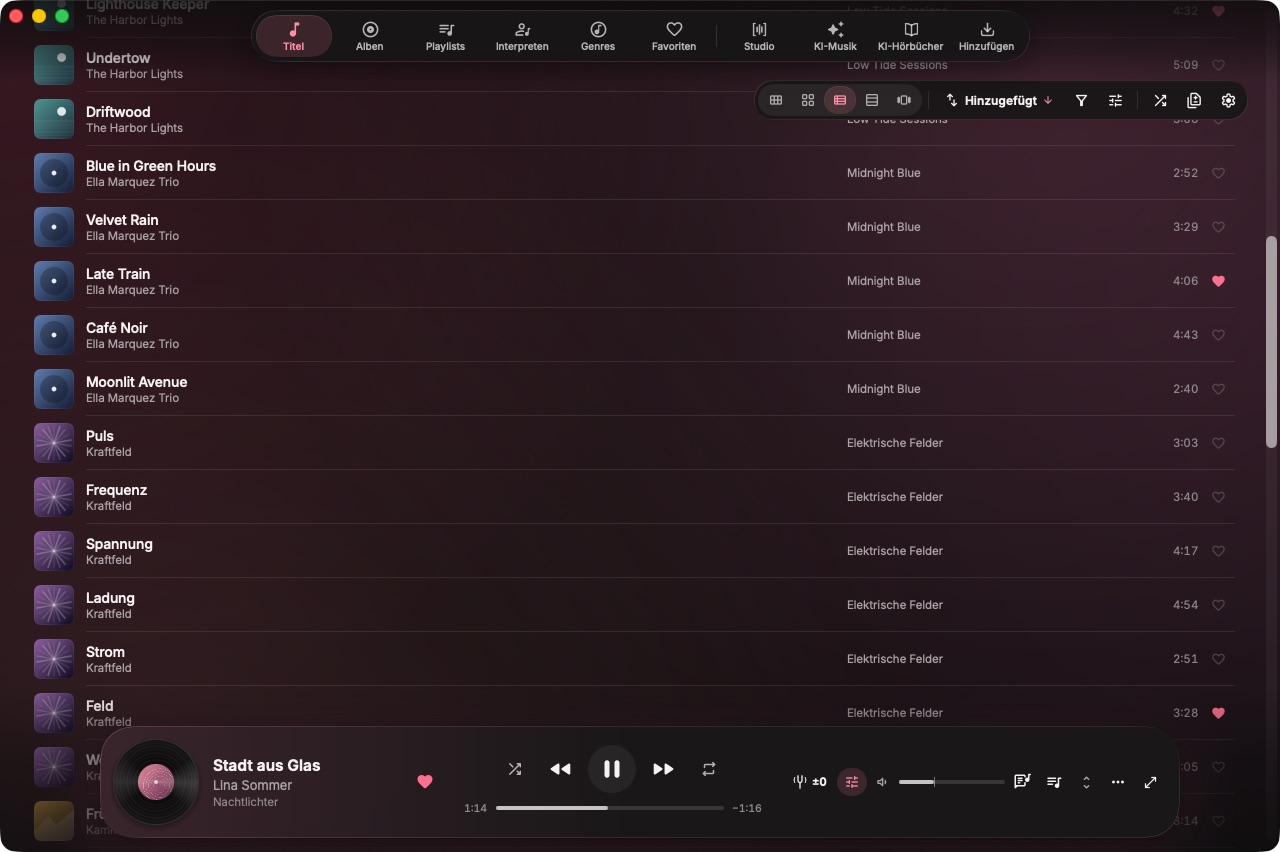 Lighthouse Keeper
The Harbor Lights
4:32
Titel
Alben
Playlists
Interpreten
Genres
Favoriten
Studio
KI-Musik
KI-Hörbücher
Hinzufügen
Undertow
The Harbor Lights
Low Tide Sessions
5:09
Hinzugefügt
Driftwood
The Harbor Lights
Low Tide Sessions
Blue in Green Hours
Ella Marquez Trio
Midnight Blue
2:52
Velvet Rain
Ella Marquez Trio
Midnight Blue
3:29
Late Train
Ella Marquez Trio
Midnight Blue
4:06
Café Noir
Ella Marquez Trio
Midnight Blue
4:43
Moonlit Avenue
Ella Marquez Trio
Midnight Blue
2:40
Puls
Kraftfeld
Elektrische Felder
3:03
Frequenz
Kraftfeld
Elektrische Felder
3:40
Spannung
Kraftfeld
Elektrische Felder
4:17
Ladung
Kraftfeld
Elektrische Felder
4:54
Strom
Kraftfeld
Elektrische Felder
2:51
Feld
Kraftfeld
Elektrische Felder
3:28
Stadt aus Glas
Lina Sommer
Nachtlichter
1:14
−1:16
±0
:05
3:14